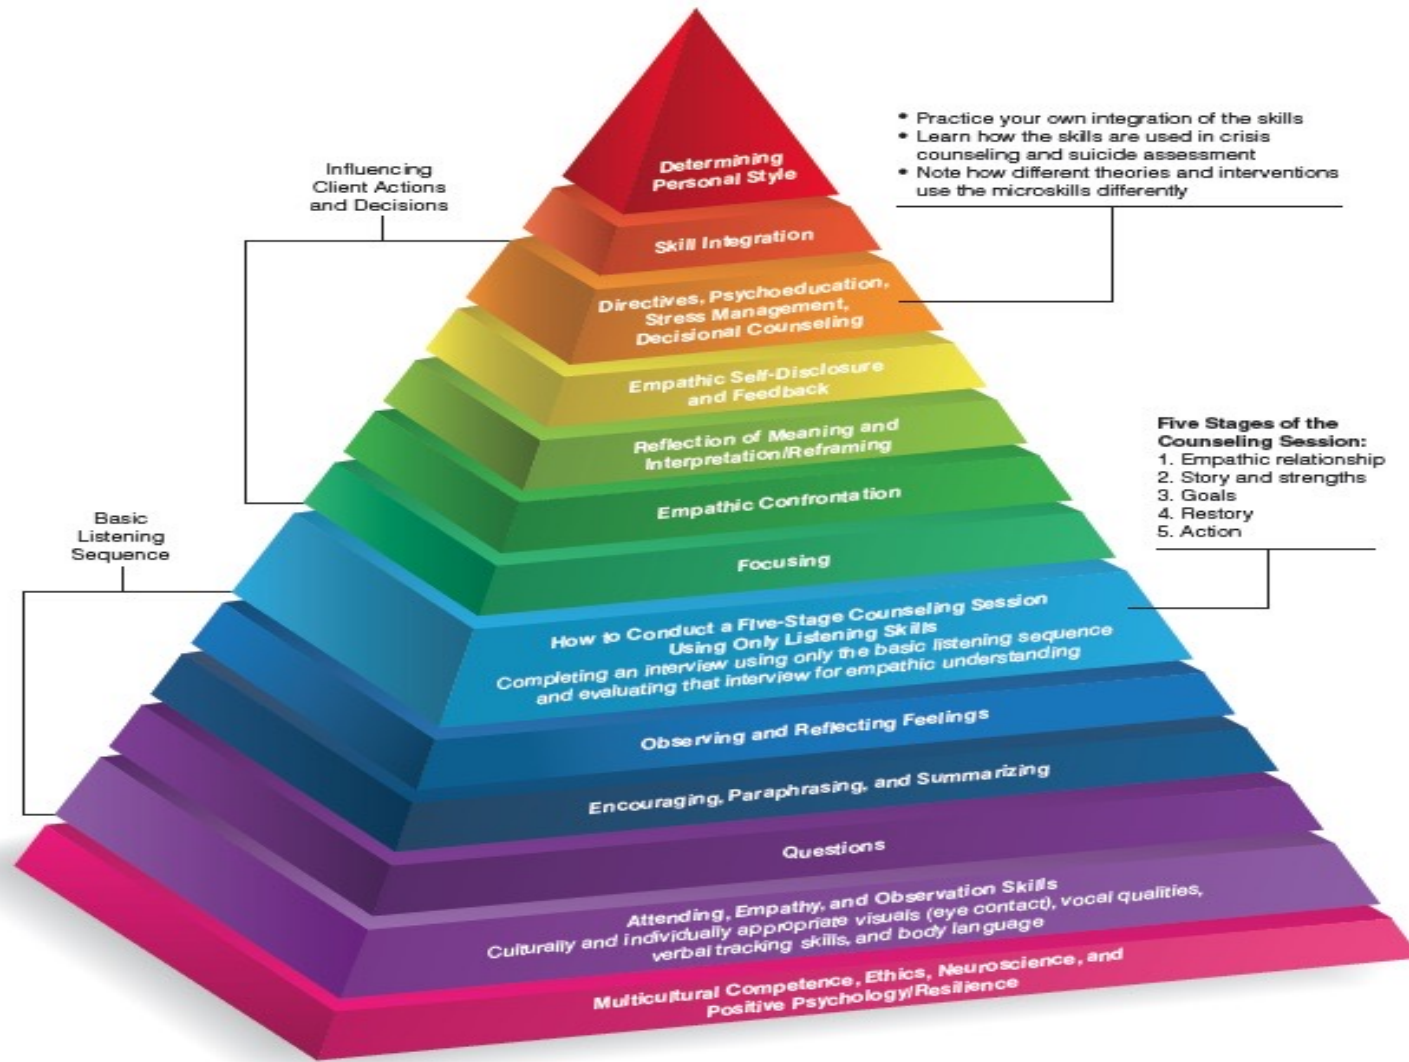 Determining
Personal Style
• Practice your own integration of the skills
• Learn how the skills are used in crisis
counseling and suicide assessment
• Note how different theories and interventions
use the microskills differently
Influencing
Client Actions
and Decisions
Skill Integration
Directives, Psychoeducation,
Stress Management,
Decisional Counseling
Empathic Self-Disclosure
and Feedback
Reflection of Meaning and
Interpretation/Reframing
Five Stages of the
Counseling Session:
1. Empathic relationship
2. Story and strengths
3. Goals
4. Restory
5. Action
Empathic Confrontation
Basic
Listening
Sequence
Focusing
How to Conduct a Five-Stage Counseling Session
Using Only Listening Skills
Completing an interview using only the basic listening sequence
and evaluating that interview for empathic understanding
Observing and Reflecting Feelings
Encouraging, Paraphrasing, and Summarizing
Questions
Attending, Empathy, and Observation Skills
Culturally and individually appropriate visuals (eye contact), vocal qualities,
verbal tracking skills, and body language
Multicultural Competence, Ethics, Neuroscience, and
Positive Psychology/Resilience